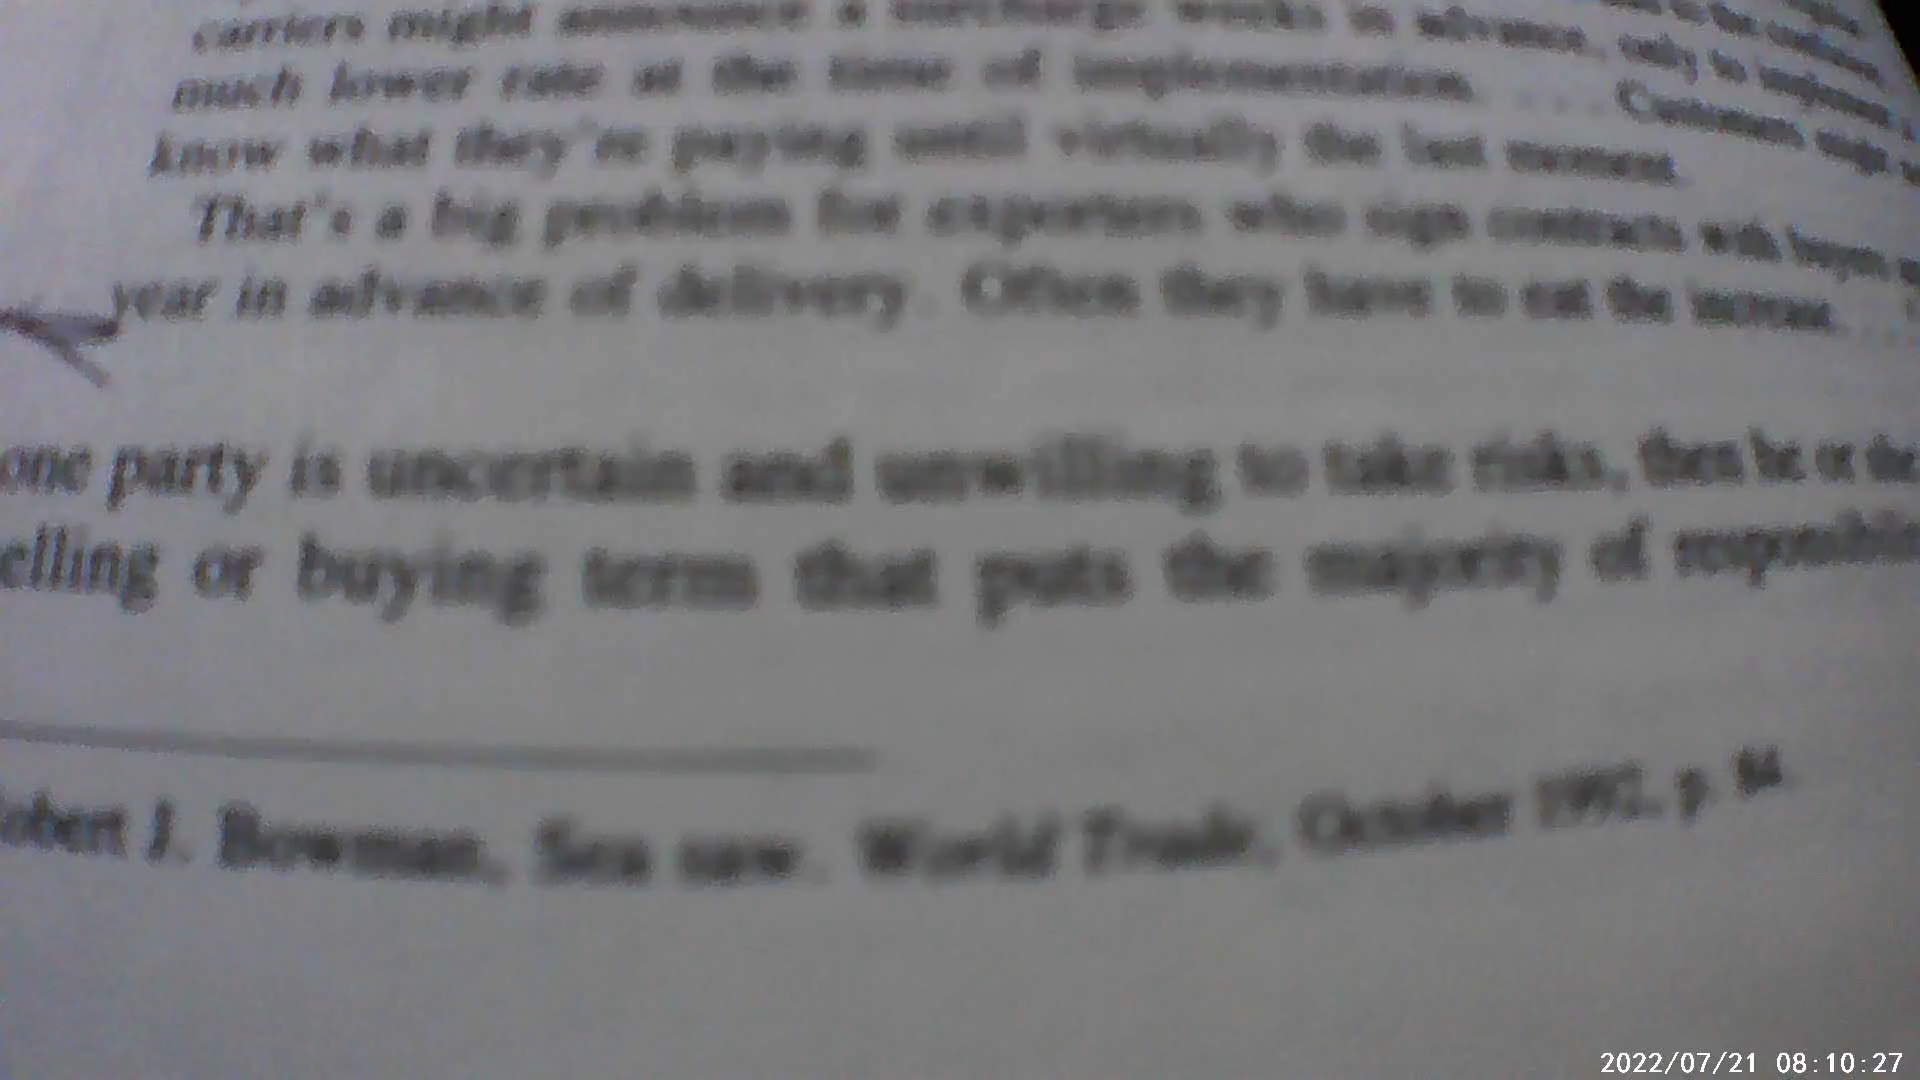 carriers might announce a surcharge weeks in advance, only to implement a
much lower rate at the time of implementation. . . . Customers
know what they're paying until virtually the last moment.
That's a big problem for exporters who sign contracts with buyers
year in advance of delivery. Often they have to eat the increase. . . .
one party is uncertain and unwilling to take risks, then he or she
elling or buying term that puts the majority of
obert J. Bowman, Sea saw. World Trade, October 1992, p.
2022/07/21 08:10:27